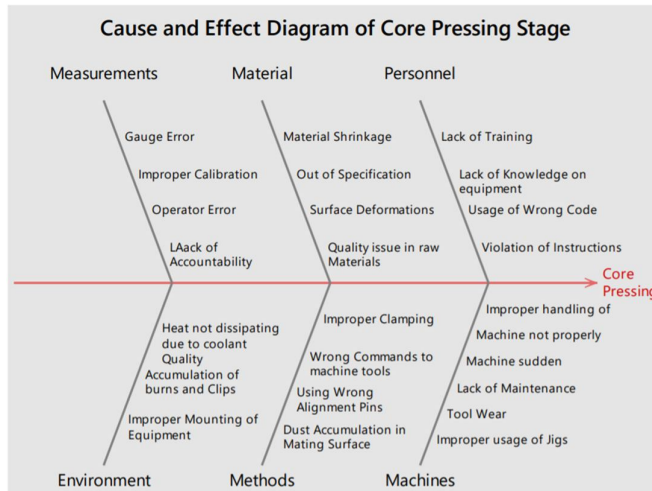 Cause and Effect Diagram of Core Pressing Stage
Measurements
Material
Personnel
Gauge Error
Material Shrinkage
Lack of Training
Improper Calibration
Out of Specification
Lack of Knowledge on
equipment
Operator Error
Surface Deformations
Usage of Wrong Code
LAack of
Accountability
Quality issue in raw
Materials
Violation of Instructions
Core
Pressing
Heat not dissipating
due to coolant
Quality
Improper Clamping
Improper handling of
Machine not properly
Accumulation of
burns and Clips
Wrong Commands to
machine tools
Machine sudden
Using Wrong
Alignment Pins
Lack of Maintenance
Improper Mounting of
Equipment
Dust Accumulation in
Mating Surface
Tool Wear
Improper usage of Jigs
Environment
Methods
Machines